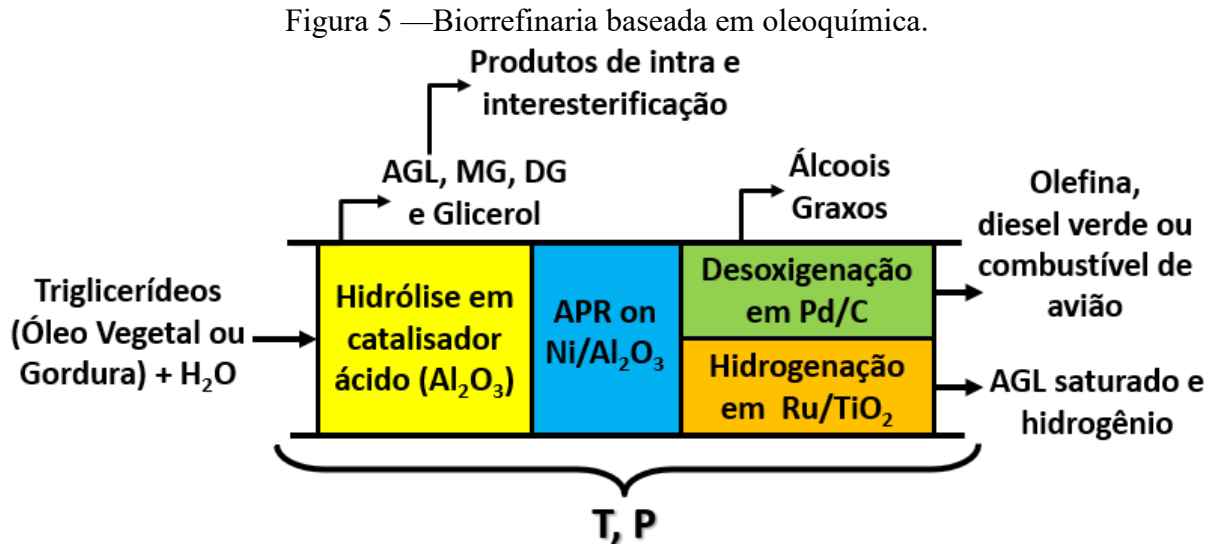 Figura 5 —Biorrefinaria baseada em oleoquímica.
Produtos de intra e
interesterificação
AGL, MG, DG
e Glicerol
Álcoois
Graxos
Olefina,
diesel verde ou
combustível de
avião
Triglicerídeos
(Óleo Vegetal ou
Gordura) + H₂O
Hidrólise em
catalisador
ácido (Al₂O₃)
APR on
Ni/Al₂O₃
Desoxigenação
em Pd/C
Hidrogenação
em Ru/TiO₂
AGL saturado e
hidrogênio
T, P